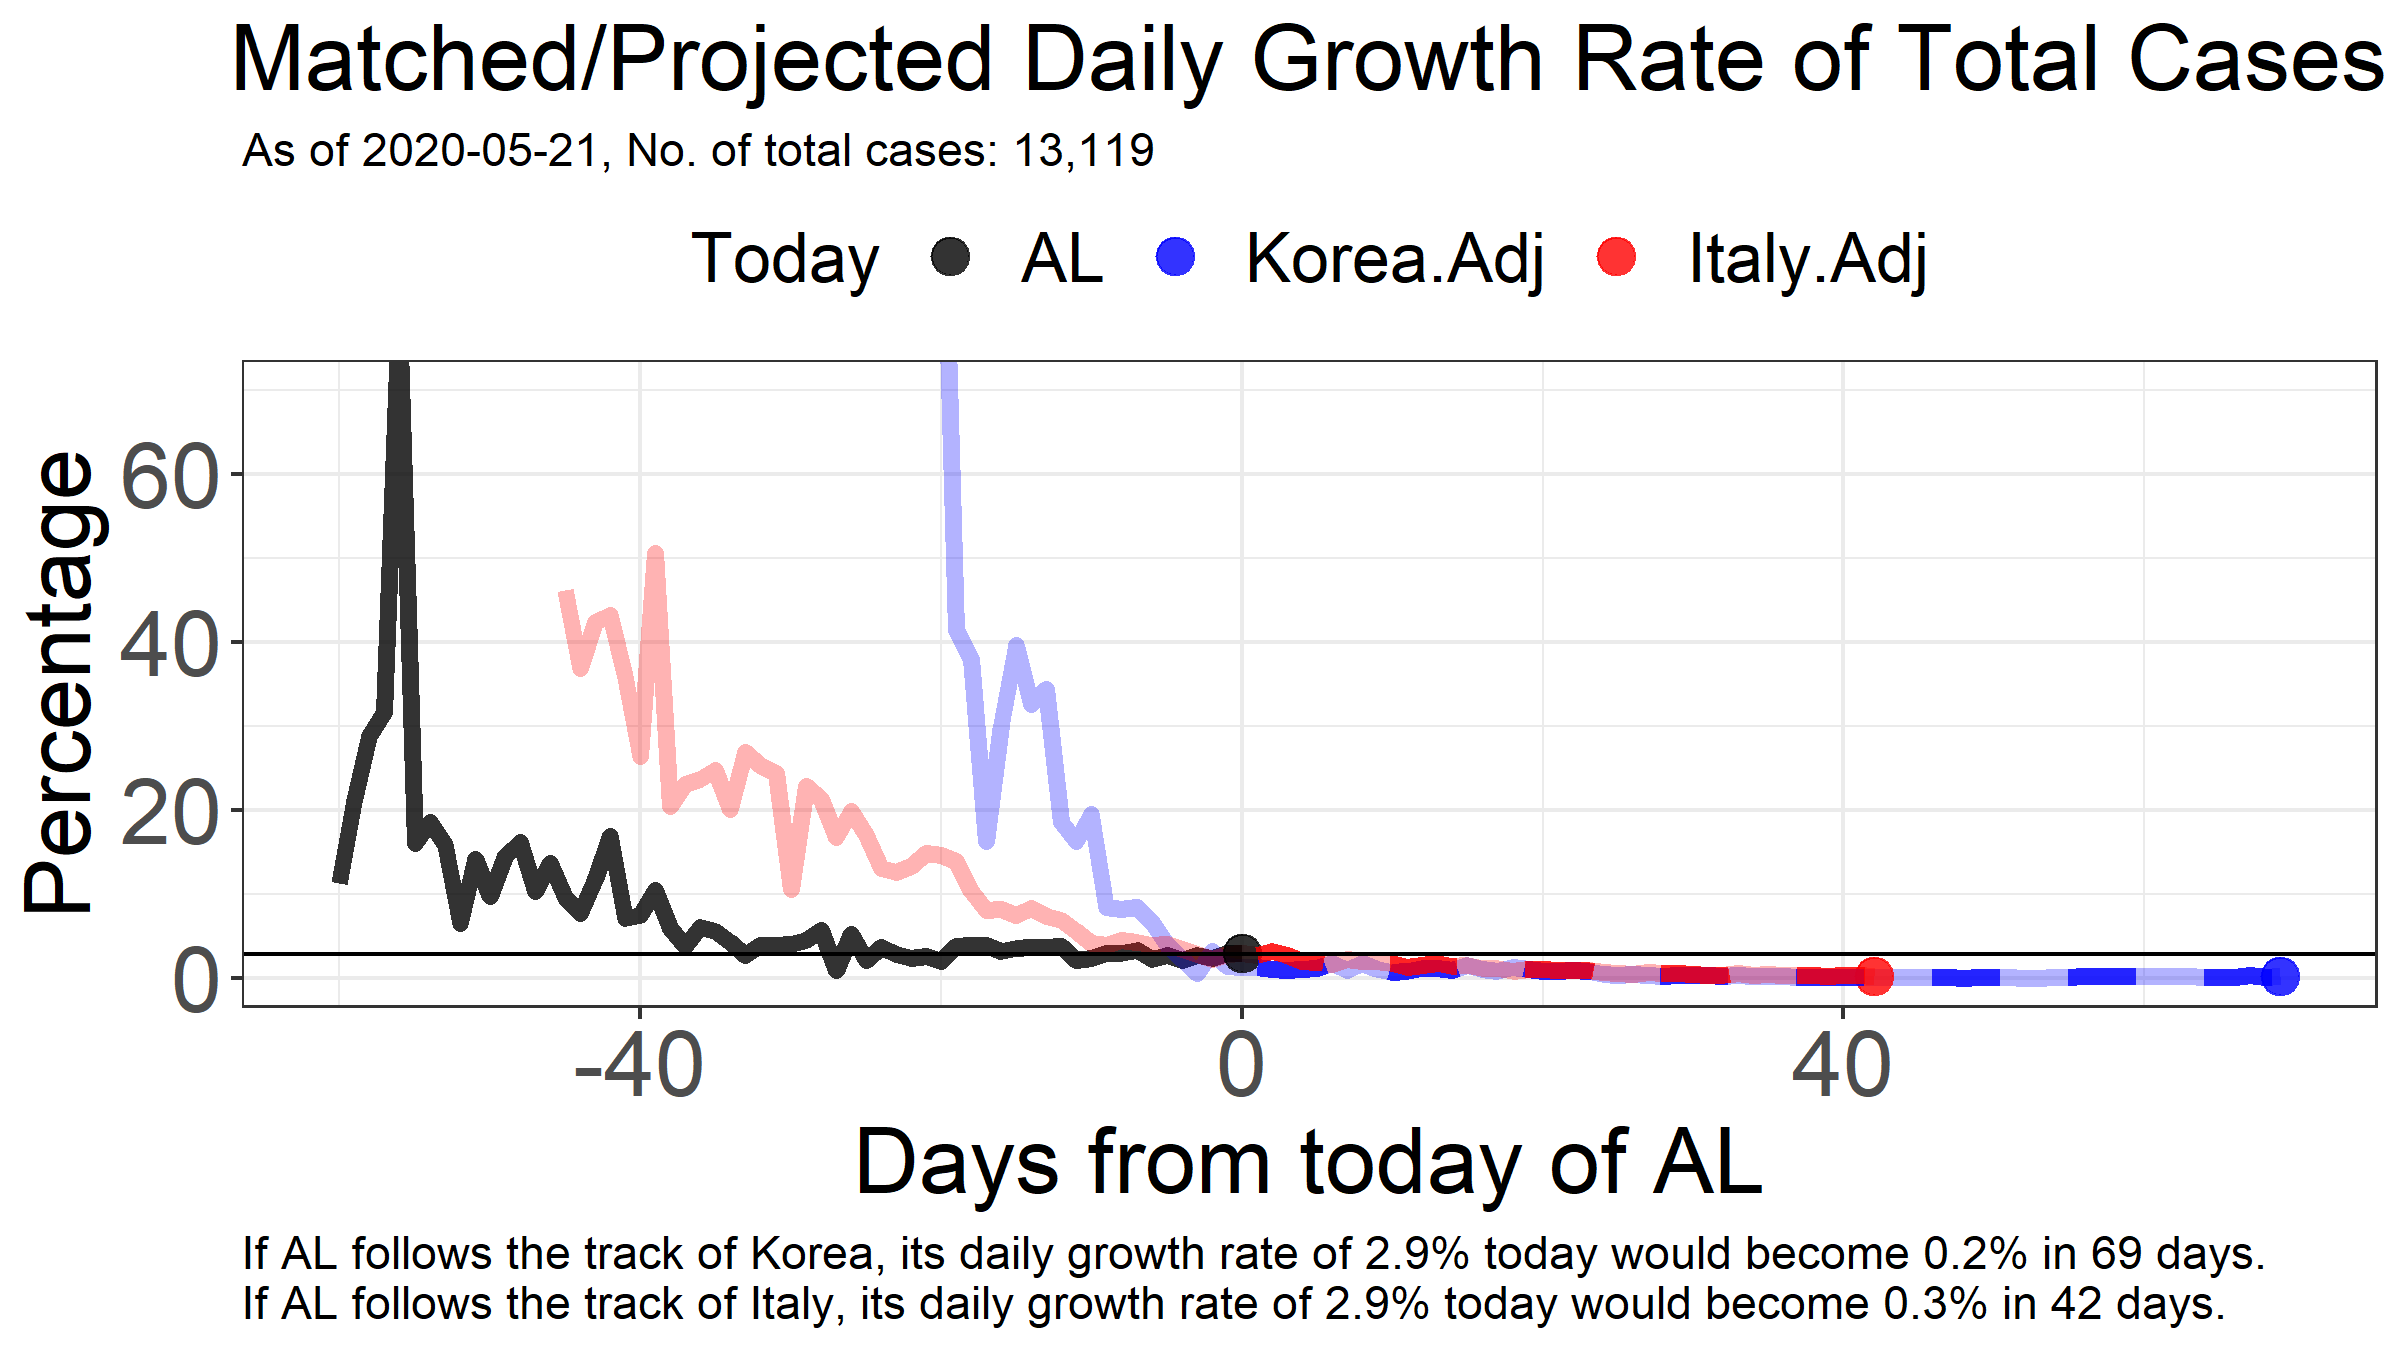 Matched/Projected Daily Growth Rate of Total Cases
As of 2020-05-21, No. of total cases: 13,119
Today AL Korea.Adj Italy.Adj
Percentage
60
40
20
0
-40 0 40
Days from today of AL
If AL follows the track of Korea, its daily growth rate of 2.9% today would become 0.2% in 69 days.
If AL follows the track of Italy, its daily growth rate of 2.9% today would become 0.3% in 42 days.